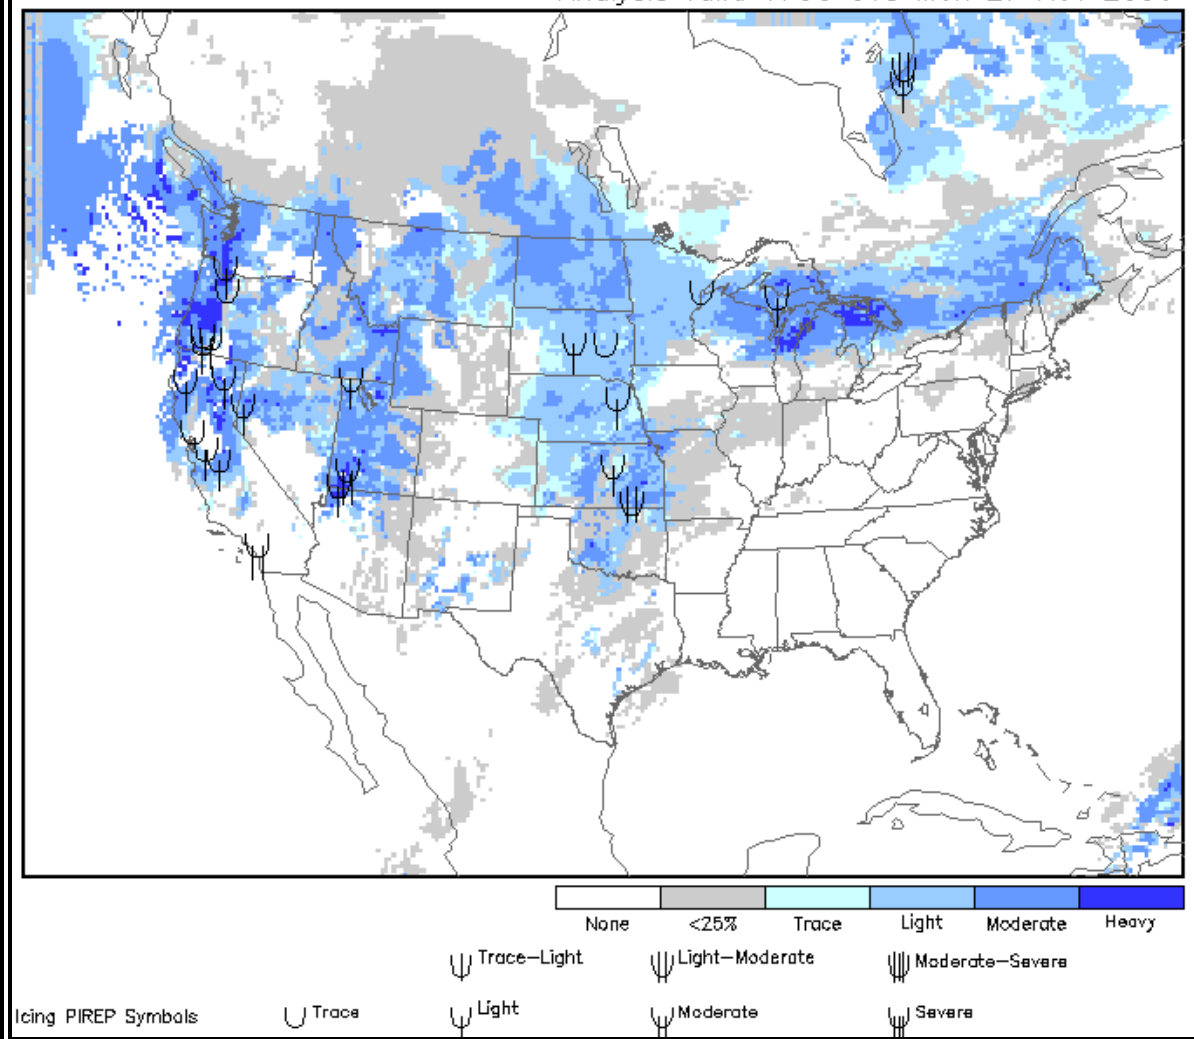 None <25% Trace Light Moderate Heavy
Trace-Light Light-Moderate Moderate-Severe
Icing PIREP Symbols Trace Light Moderate Severe